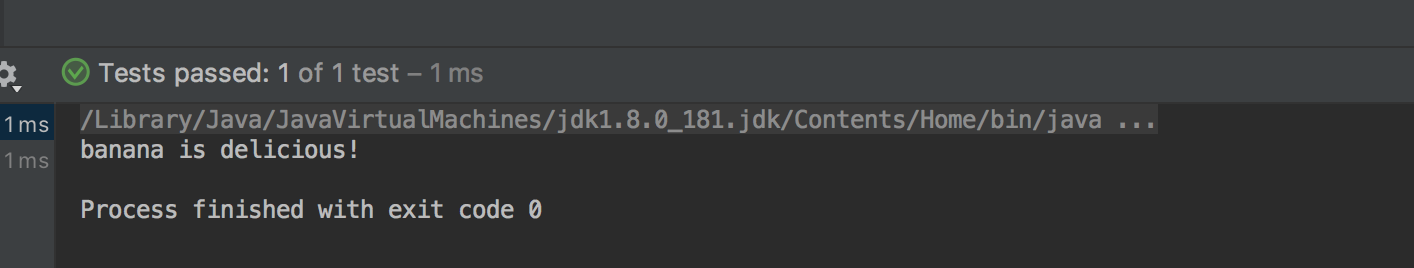 Tests passed: 1 of 1 test – 1 ms
1 ms
/Library/Java/JavaVirtualMachines/jdk1.8.0_181.jdk/Contents/Home/bin/java ...
banana is delicious!
1 ms
Process finished with exit code 0